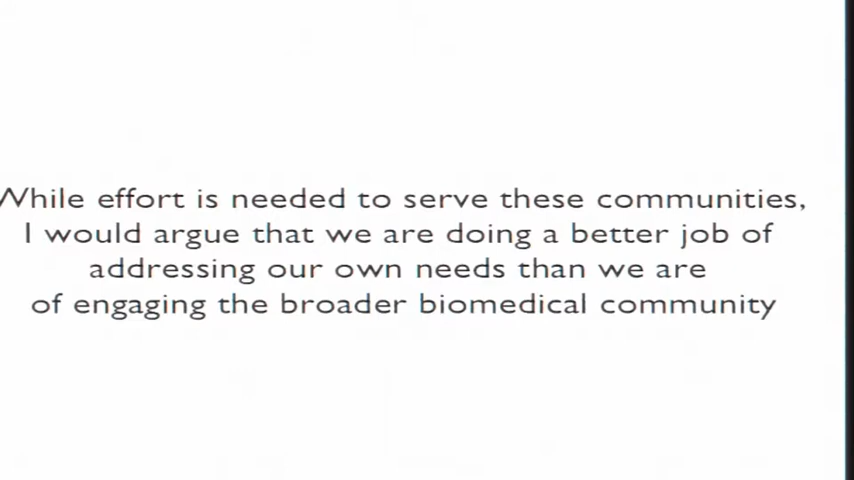 While effort is needed to serve these communities,
I would argue that we are doing a better job of
addressing our own needs than we are
of engaging the broader biomedical community